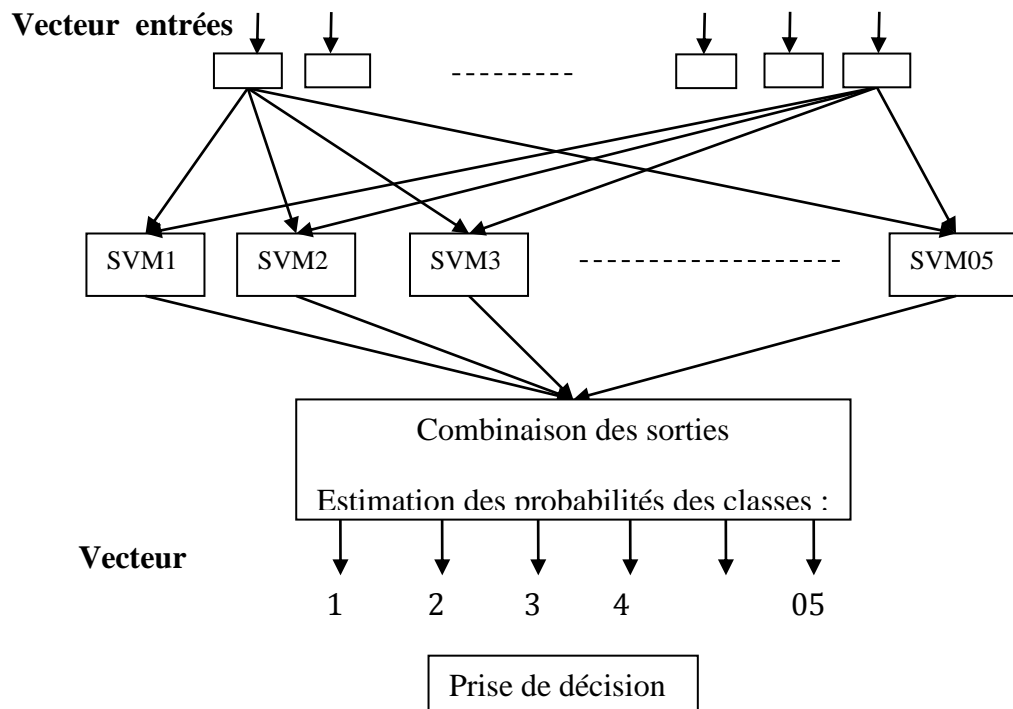 Vecteur entrées
SVM1 SVM2 SVM3 SVM05
Combinaison des sorties
Estimation des probabilités des classes :
Vecteur
1 2 3 4 05
Prise de décision